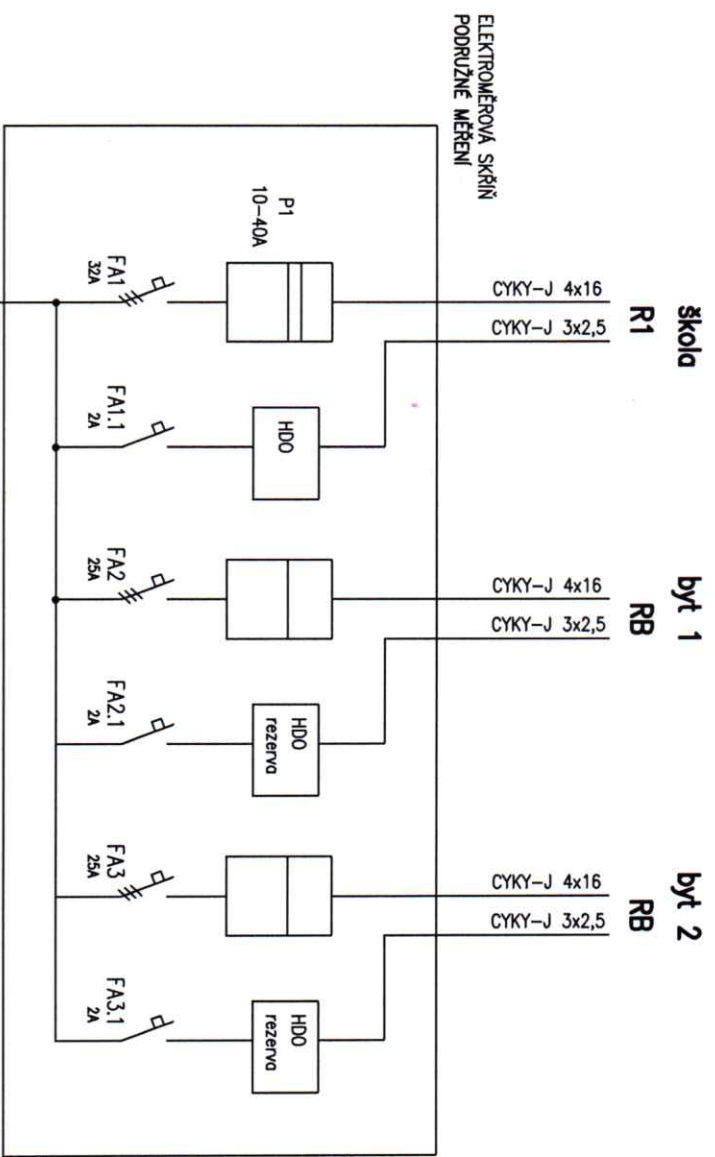 škola
R1
byt 1
RB
byt 2
RB
CYKY-J 4x16
CYKY-J 3x2,5
CYKY-J 4x16
CYKY-J 3x2,5
CYKY-J 4x16
CYKY-J 3x2,5
ELEKTROMĚROVÁ SKŘÍŇ
PODRUŽNÉ MĚŘENÍ
P1
10-40A
HDO
HDO
rezerva
HDO
rezerva
FA1
32A
FA1.1
2A
FA2
25A
FA2.1
2A
FA3
25A
FA3.1
2A